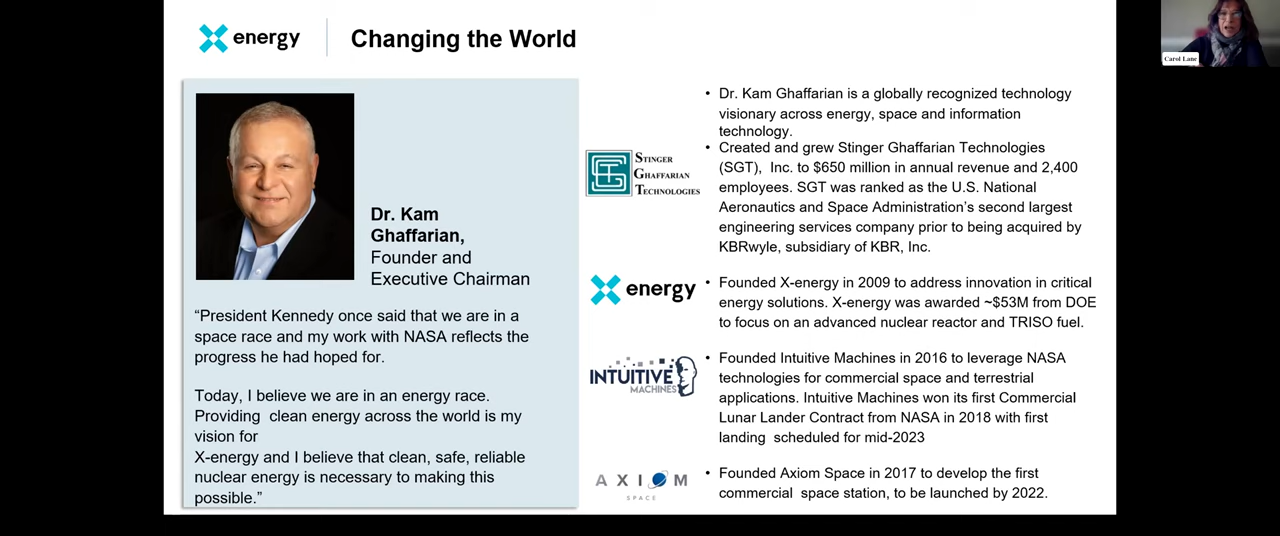 energy
Changing the World
Carol Lane
Dr. Kam
Ghaffarian,
Founder and
Executive Chairman
“President Kennedy once said that we are in a
space race and my work with NASA reflects the
progress he had hoped for.
Today, I believe we are in an energy race.
Providing clean energy across the world is my
vision for
X-energy and I believe that clean, safe, reliable
nuclear energy is necessary to making this
possible.”
• Dr. Kam Ghaffarian is a globally recognized technology
visionary across energy, space and information
technology.
STINGER
GHAFFARIAN
TECHNOLOGIES
• Created and grew Stinger Ghaffarian Technologies
(SGT), Inc. to $650 million in annual revenue and 2,400
employees. SGT was ranked as the U.S. National
Aeronautics and Space Administration’s second largest
engineering services company prior to being acquired by
KBRwyle, subsidiary of KBR, Inc.
energy
• Founded X-energy in 2009 to address innovation in critical
energy solutions. X-energy was awarded ~$53M from DOE
to focus on an advanced nuclear reactor and TRISO fuel.
INTUITIVE
MACHINES
• Founded Intuitive Machines in 2016 to leverage NASA
technologies for commercial space and terrestrial
applications. Intuitive Machines won its first Commercial
Lunar Lander Contract from NASA in 2018 with first
landing scheduled for mid-2023
AXIOM
SPACE
• Founded Axiom Space in 2017 to develop the first
commercial space station, to be launched by 2022.